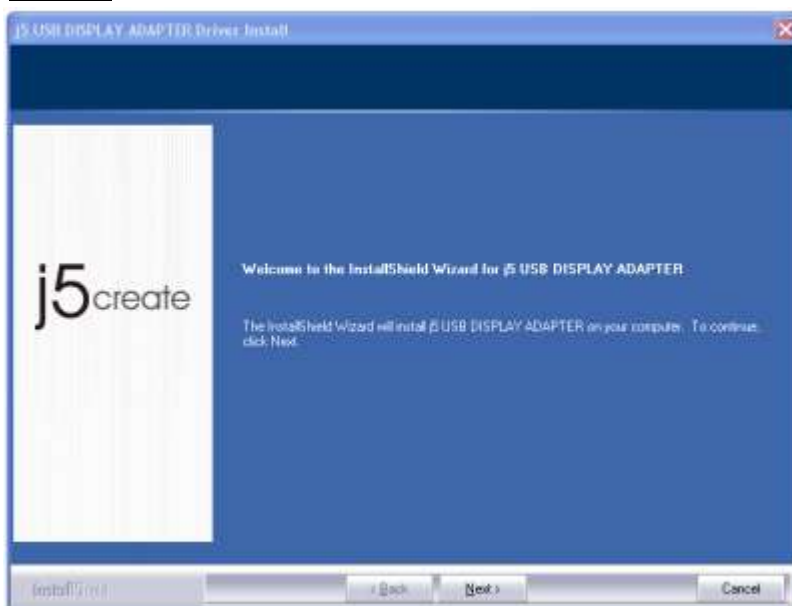 j5 USB DISPLAY ADAPTER Driver Install
j5create
Welcome to the InstallShield Wizard for j5 USB DISPLAY ADAPTER
The InstallShield Wizard will install j5 USB DISPLAY ADAPTER on your computer. To continue,
click Next.
InstallShield
< Back
Next >
Cancel